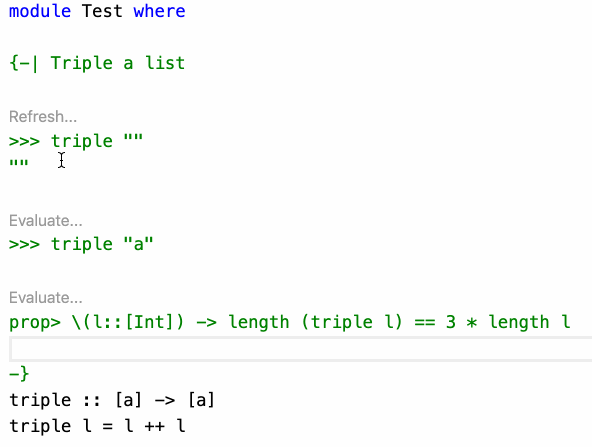 module Test where
{-| Triple a list
Refresh...
>>> triple ""
""
Evaluate...
>>> triple "a"
Evaluate...
prop> \(l::[Int]) -> length (triple l) == 3 * length l
-}
triple :: [a] -> [a]
triple l = l ++ l